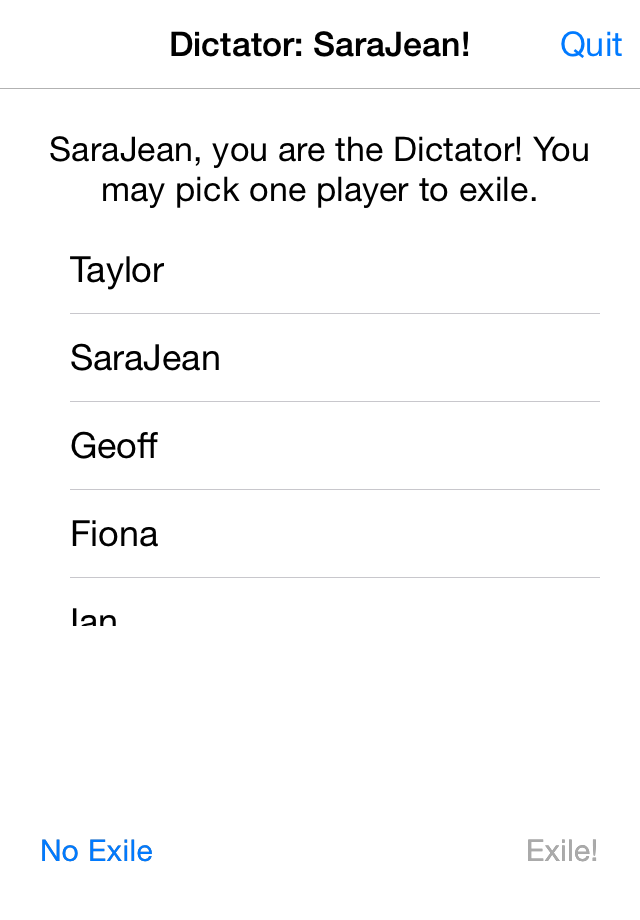 Dictator: SaraJean!
Quit
SaraJean, you are the Dictator! You
may pick one player to exile.
Taylor
SaraJean
Geoff
Fiona
Ian
No Exile
Exile!